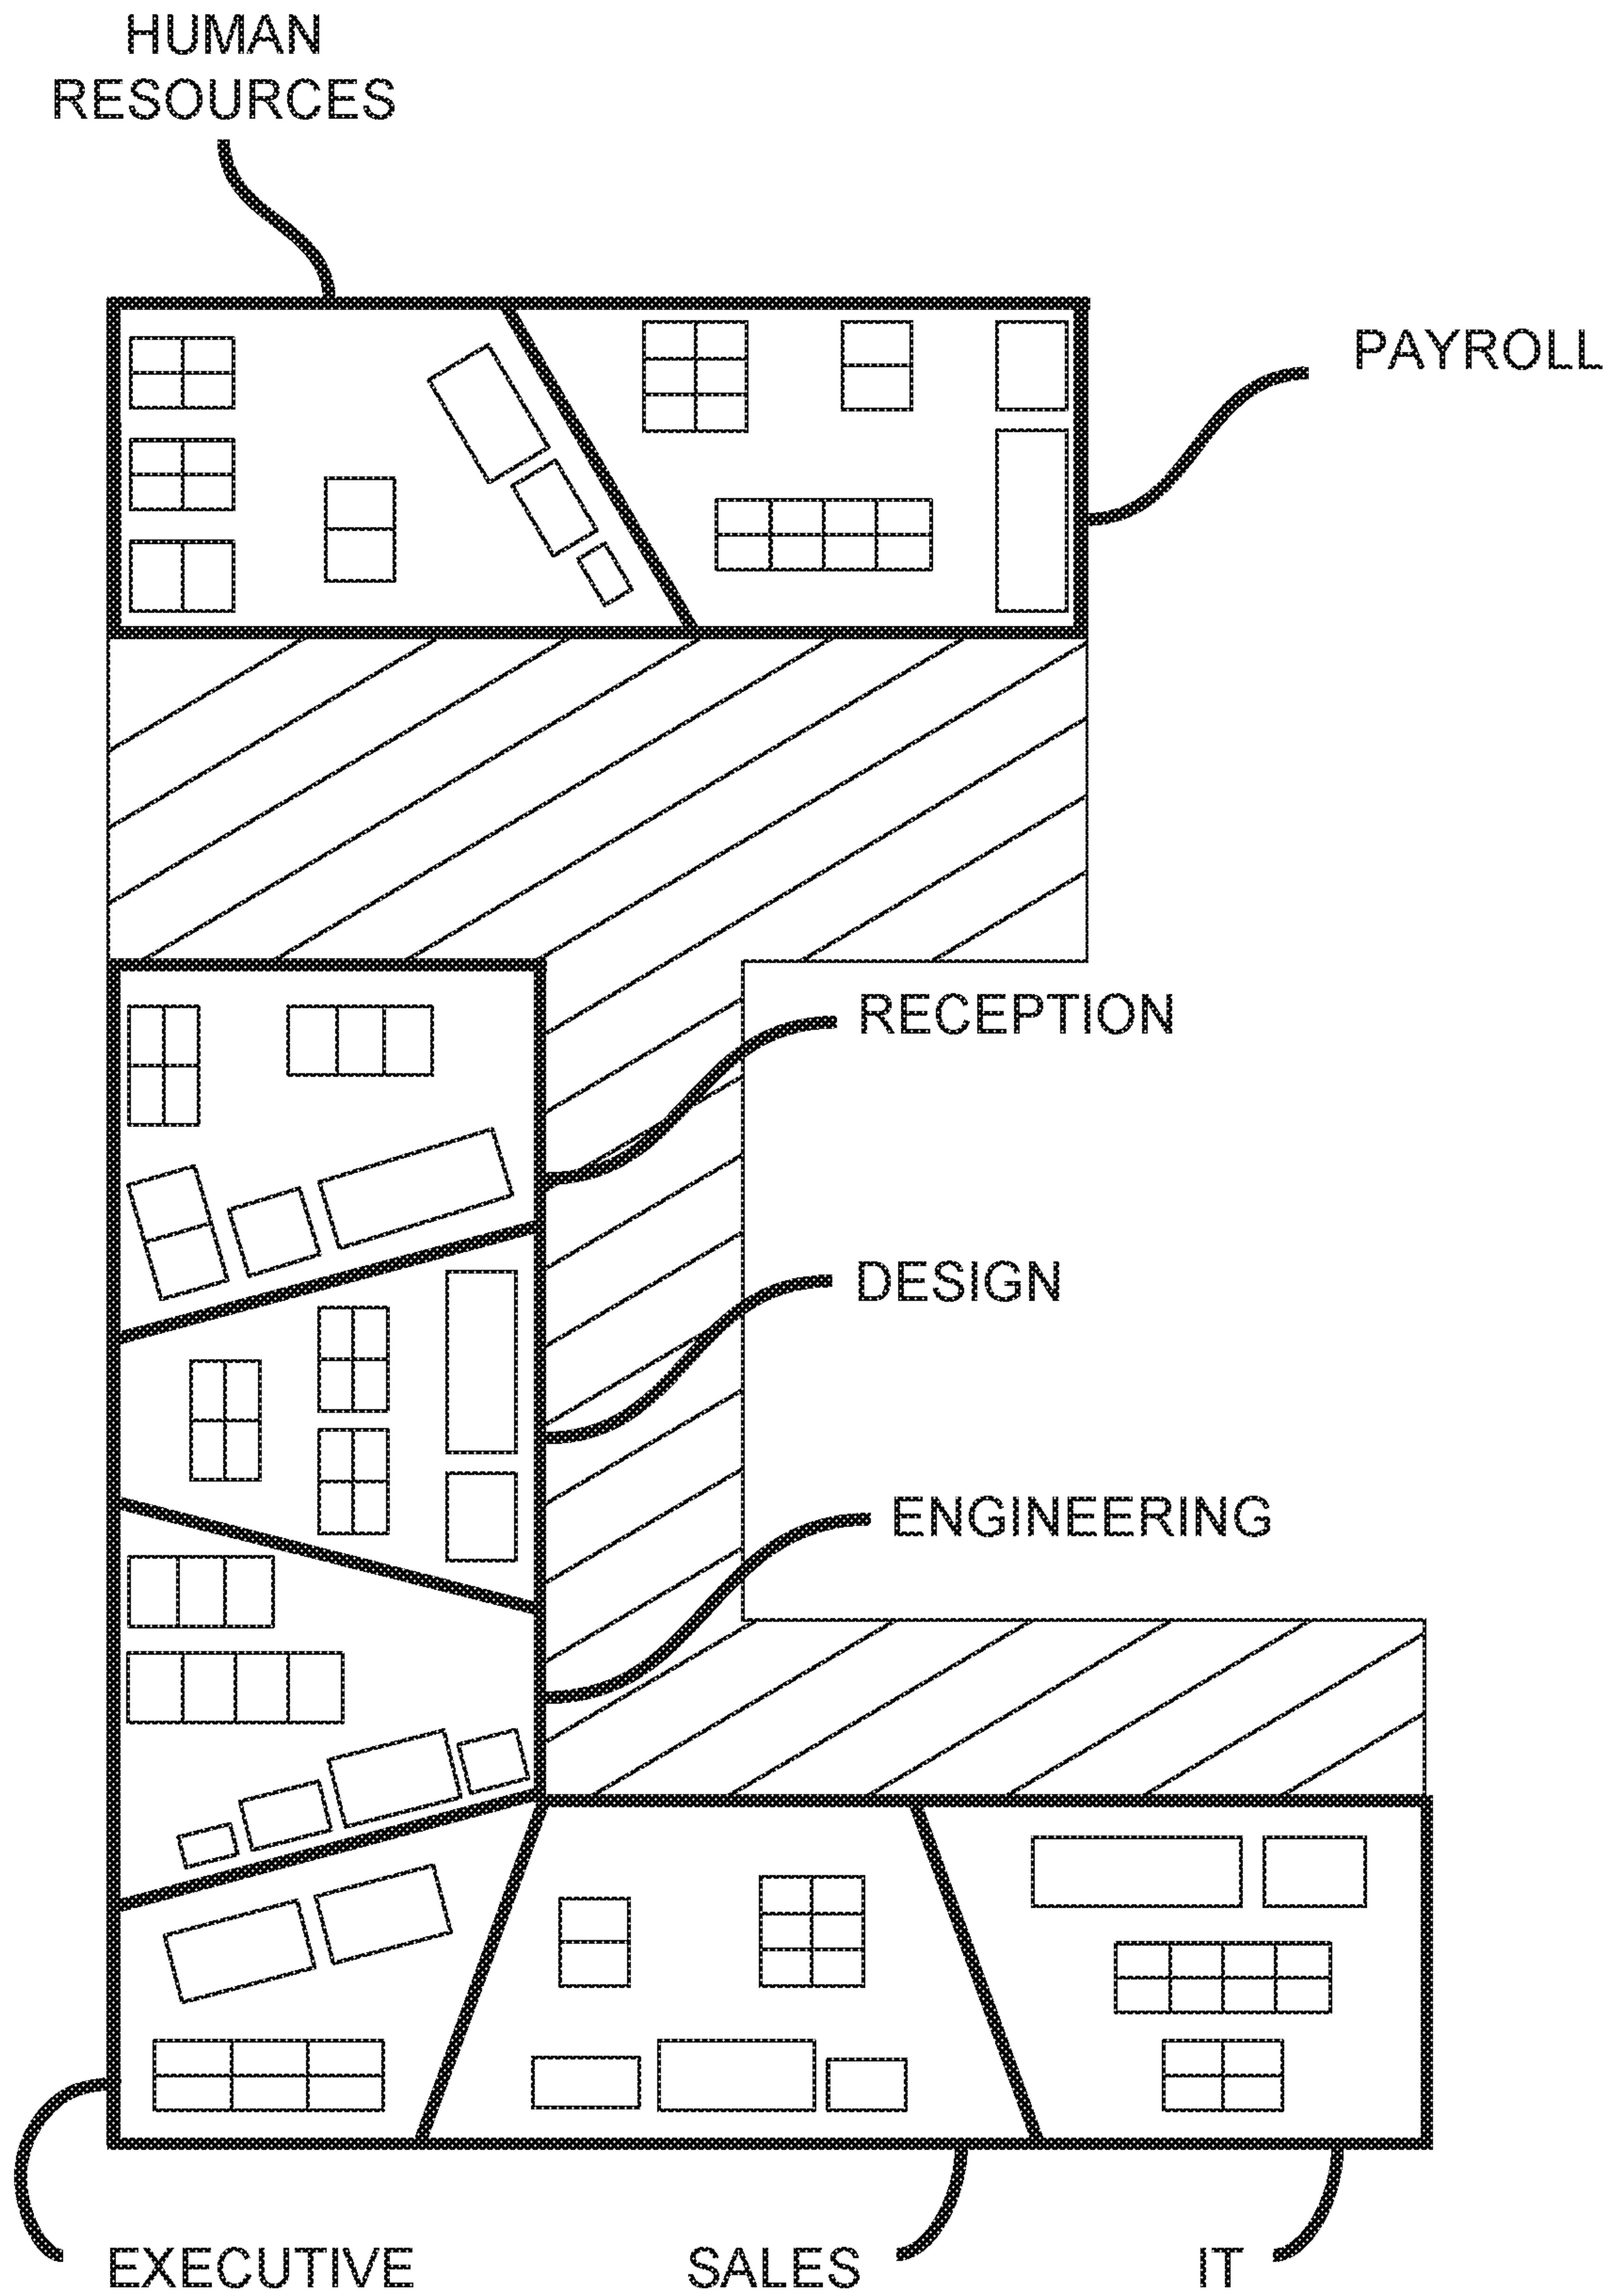 HUMAN
RESOURCES
PAYROLL
RECEPTION
DESIGN
ENGINEERING
EXECUTIVE
SALES
IT